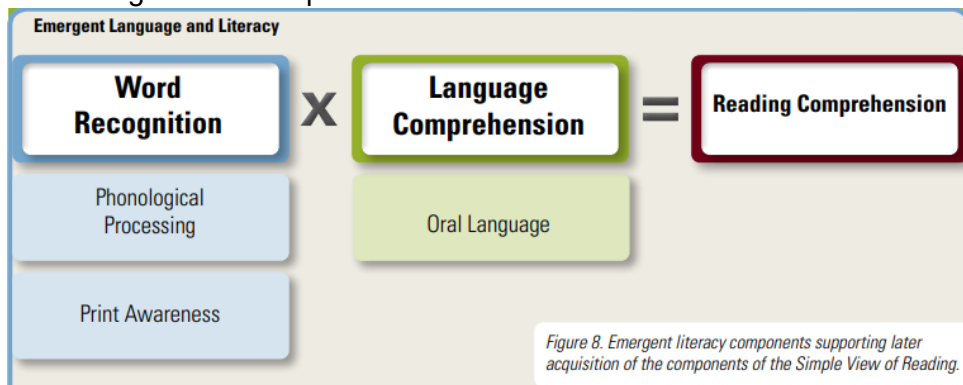 Emergent Language and Literacy
Word
Recognition
X
Language
Comprehension
=
Reading Comprehension
Phonological
Processing
Oral Language
Print Awareness
Figure 8. Emergent literacy components supporting later
acquisition of the components of the Simple View of Reading.